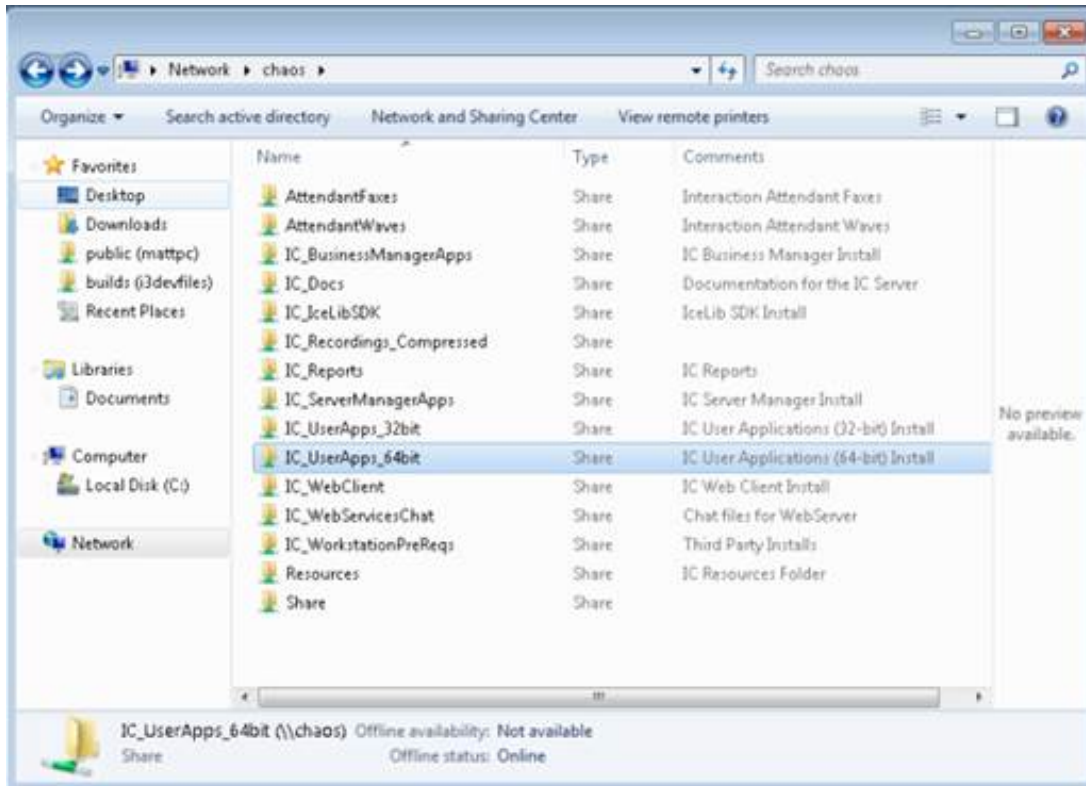 Network chaos Search chaos
Organize Search active directory Network and Sharing Center View remote printers
Favorites
Desktop
Downloads
public (mattpc)
builds (i3devfiles)
Recent Places
Libraries
Documents
Computer
Local Disk (C:)
Network
Name Type Comments
AttendantFaxes Share Interaction Attendant Faxes
AttendantWaves Share Interaction Attendant Waves
IC_BusinessManagerApps Share IC Business Manager Install
IC_Docs Share Documentation for the IC Server
IC_IceLibSDK Share IceLib SDK Install
IC_Recordings_Compressed Share
IC_Reports Share IC Reports
IC_ServerManagerApps Share IC Server Manager Install
IC_UserApps_32bit Share IC User Applications (32-bit) Install
IC_UserApps_64bit Share IC User Applications (64-bit) Install
IC_WebClient Share IC Web Client Install
IC_WebServicesChat Share Chat files for WebServer
IC_WorkstationPreReqs Share Third Party Installs
Resources Share IC Resources Folder
Share Share
No preview
available.
IC_UserApps_64bit (\\chaos) Offline availability: Not available
Share Offline status: Online